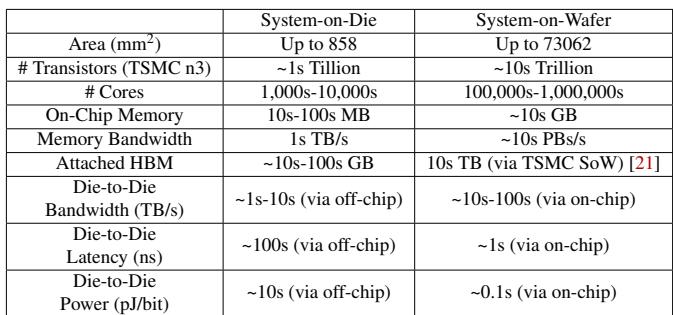 System-on-Die System-on-Wafer
Area (mm²) Up to 858 Up to 73062
# Transistors (TSMC n3) ~1s Tillion ~10s Trillion
# Cores 1,000s-10,000s 100,000s-1,000,000s
On-Chip Memory 10s-100s MB ~10s GB
Memory Bandwidth 1s TB/s ~10s PBs/s
Attached HBM ~10s-100s GB 10s TB (via TSMC SoW) [21]
Die-to-Die
Bandwidth (TB/s) ~1s-10s (via off-chip) ~10s-100s (via on-chip)
Die-to-Die
Latency (ns) ~100s (via off-chip) ~1s (via on-chip)
Die-to-Die
Power (pJ/bit) ~10s (via off-chip) ~0.1s (via on-chip)